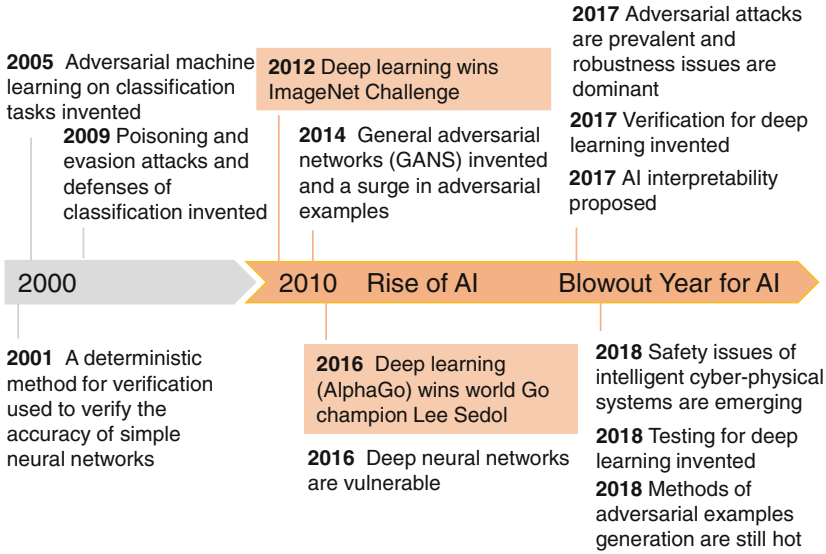 2005 Adversarial machine
learning on classification
tasks invented
2009 Poisoning and
evasion attacks and
defenses of
classification invented
2012 Deep learning wins
ImageNet Challenge
2014 General adversarial
networks (GANS) invented
and a surge in adversarial
examples
2017 Adversarial attacks
are prevalent and
robustness issues are
dominant
2017 Verification for deep
learning invented
2017 AI interpretability
proposed
2000
2010 Rise of AI Blowout Year for AI
2001 A deterministic
method for verification
used to verify the
accuracy of simple
neural networks
2016 Deep learning
(AlphaGo) wins world Go
champion Lee Sedol
2016 Deep neural networks
are vulnerable
2018 Safety issues of
intelligent cyber-physical
systems are emerging
2018 Testing for deep
learning invented
2018 Methods of
adversarial examples
generation are still hot